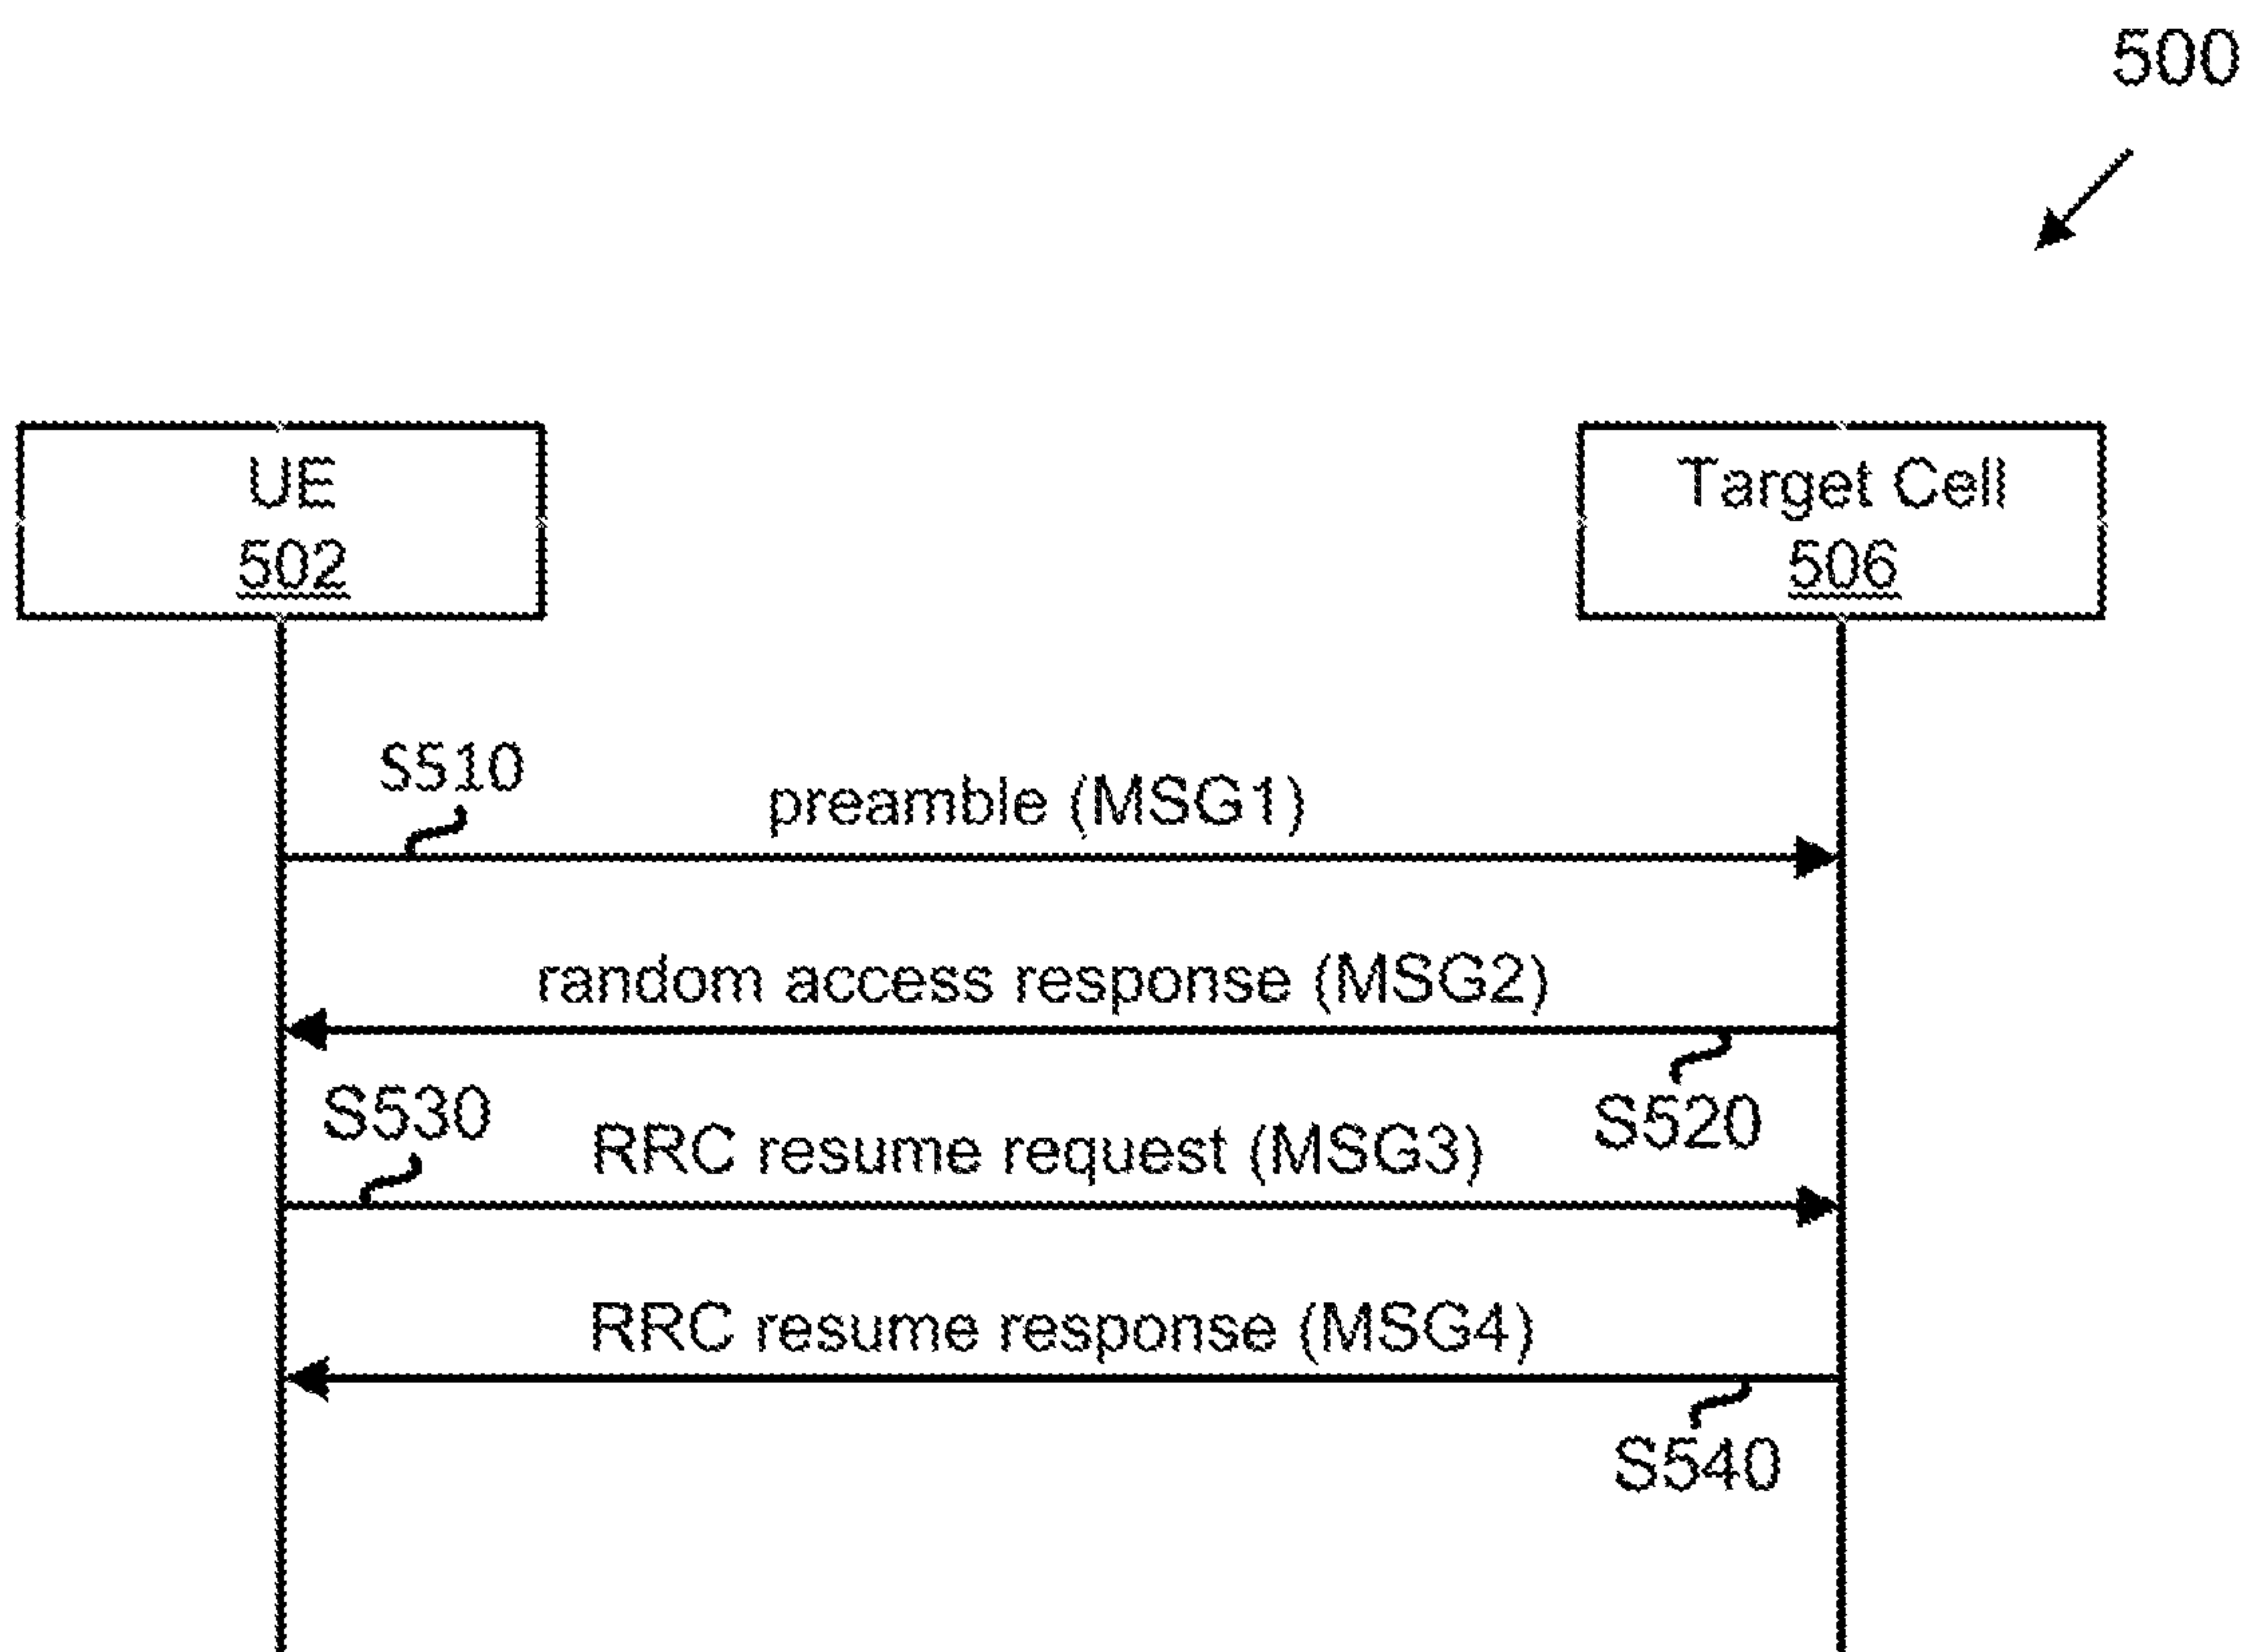 500
UE
502
Target Cell
506
S510
preamble (MSG1)
random access response (MSG2)
S520
S530
RRC resume request (MSG3)
RRC resume response (MSG4)
S540